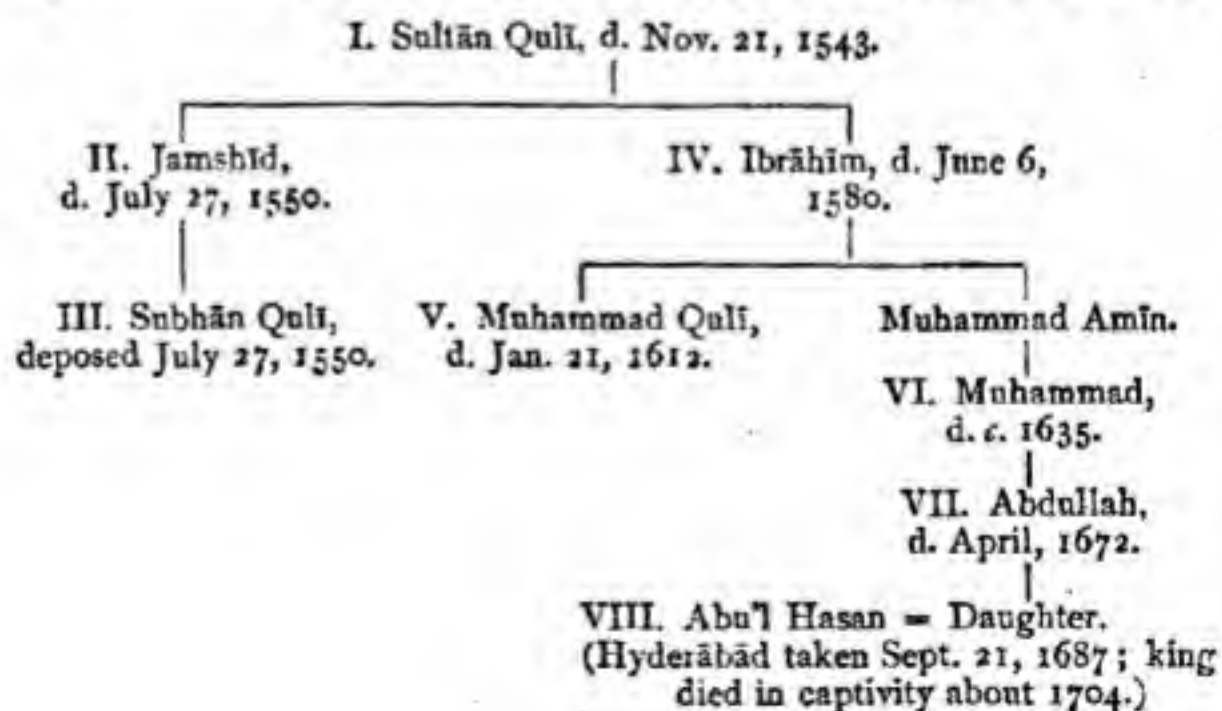 I. Sultān Qulī, d. Nov. 21, 1543.
II. Jamshīd,
d. July 27, 1550.
IV. Ibrāhīm, d. June 6,
1580.
III. Subhān Qulī,
deposed July 27, 1550.
V. Muhammad Qulī,
d. Jan. 21, 1612.
Muhammad Amīn.
VI. Muhammad,
d. c. 1635.
VII. Abdullah,
d. April, 1672.
VIII. Abu'l Hasan = Daughter.
(Hyderābād taken Sept. 21, 1687; king
died in captivity about 1704.)